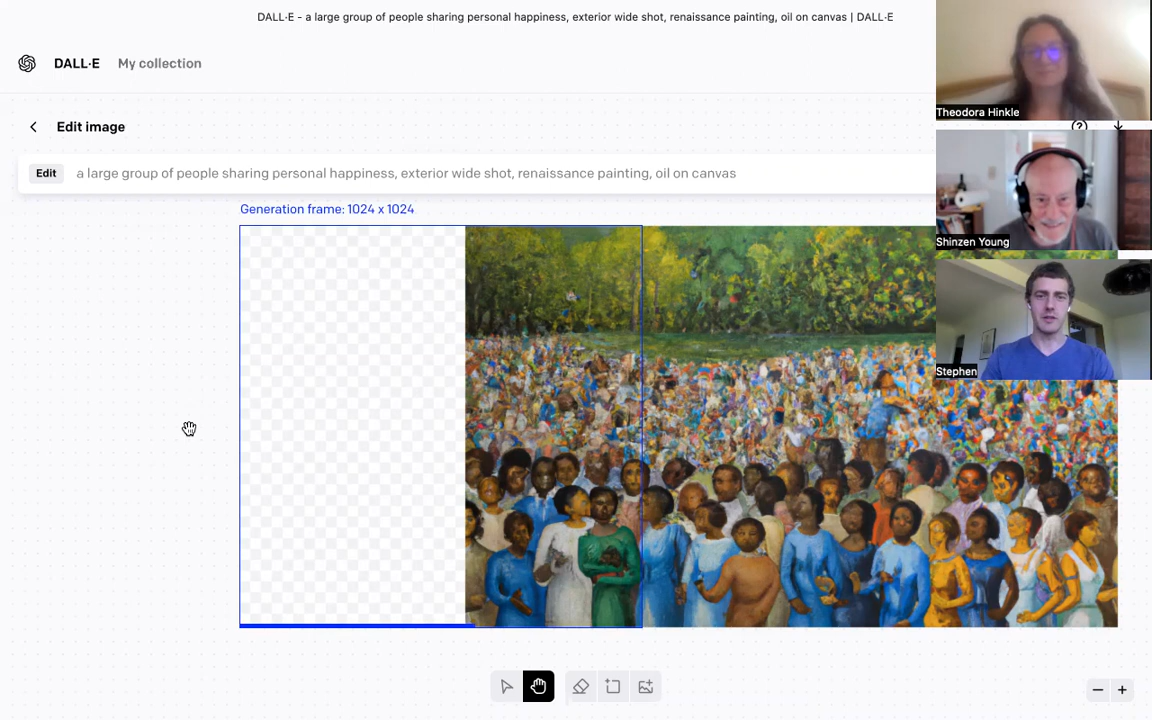 DALL·E - a large group of people sharing personal happiness, exterior wide shot, renaissance painting, oil on canvas | DALL·E
DALL·E My collection
Theodora Hinkle
Edit image
?
Edit a large group of people sharing personal happiness, exterior wide shot, renaissance painting, oil on canvas
Generation frame: 1024 x 1024
Shinzen Young
Stephen